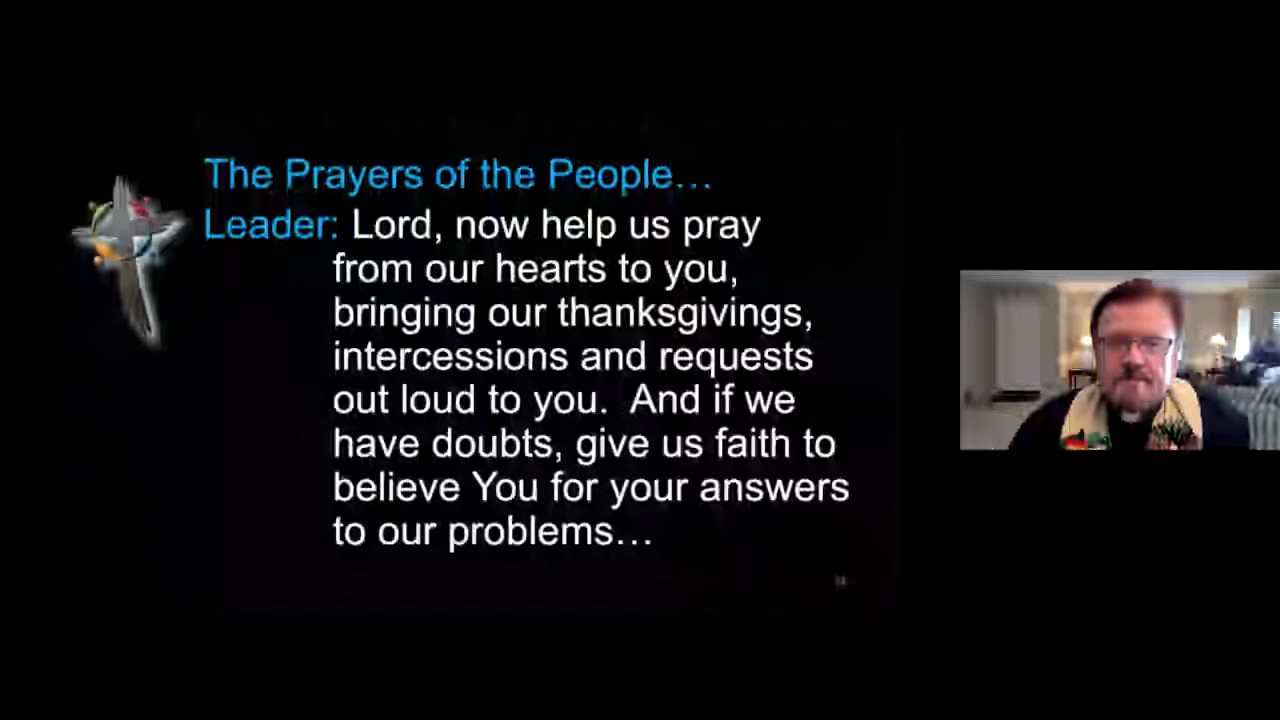 The Prayers of the People…
Leader: Lord, now help us pray
from our hearts to you,
bringing our thanksgivings,
intercessions and requests
out loud to you.  And if we
have doubts, give us faith to
believe You for your answers
to our problems…